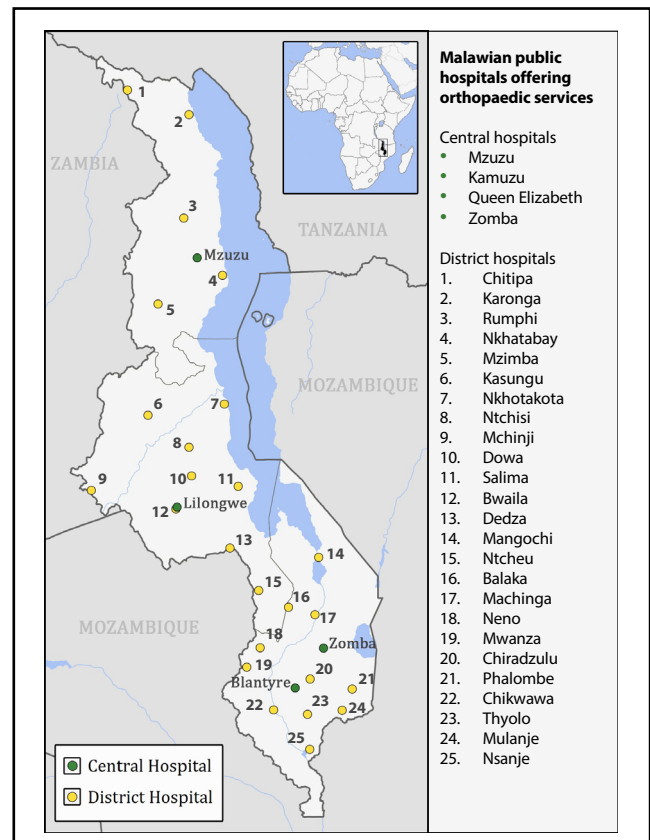 1
2
ZAMBIA
3
TANZANIA
Mzuzu
4
5
MOZAMBIQUE
6
7
8
9
10
11
Lilongwe
12
13
14
15
16
17
MOZAMBIQUE
18
Zomba
19
20
Blantyre
21
22
23
24
25
Central Hospital
District Hospital
Malawian public
hospitals offering
orthopaedic services
Central hospitals
• Mzuzu
• Kamuzu
• Queen Elizabeth
• Zomba
District hospitals
1. Chitipa
2. Karonga
3. Rumphi
4. Nkhatabay
5. Mzimba
6. Kasungu
7. Nkhotakota
8. Ntchisi
9. Mchinji
10. Dowa
11. Salima
12. Bwaila
13. Dedza
14. Mangochi
15. Ntcheu
16. Balaka
17. Machinga
18. Neno
19. Mwanza
20. Chiradzulu
21. Phalombe
22. Chikwawa
23. Thyolo
24. Mulanje
25. Nsanje